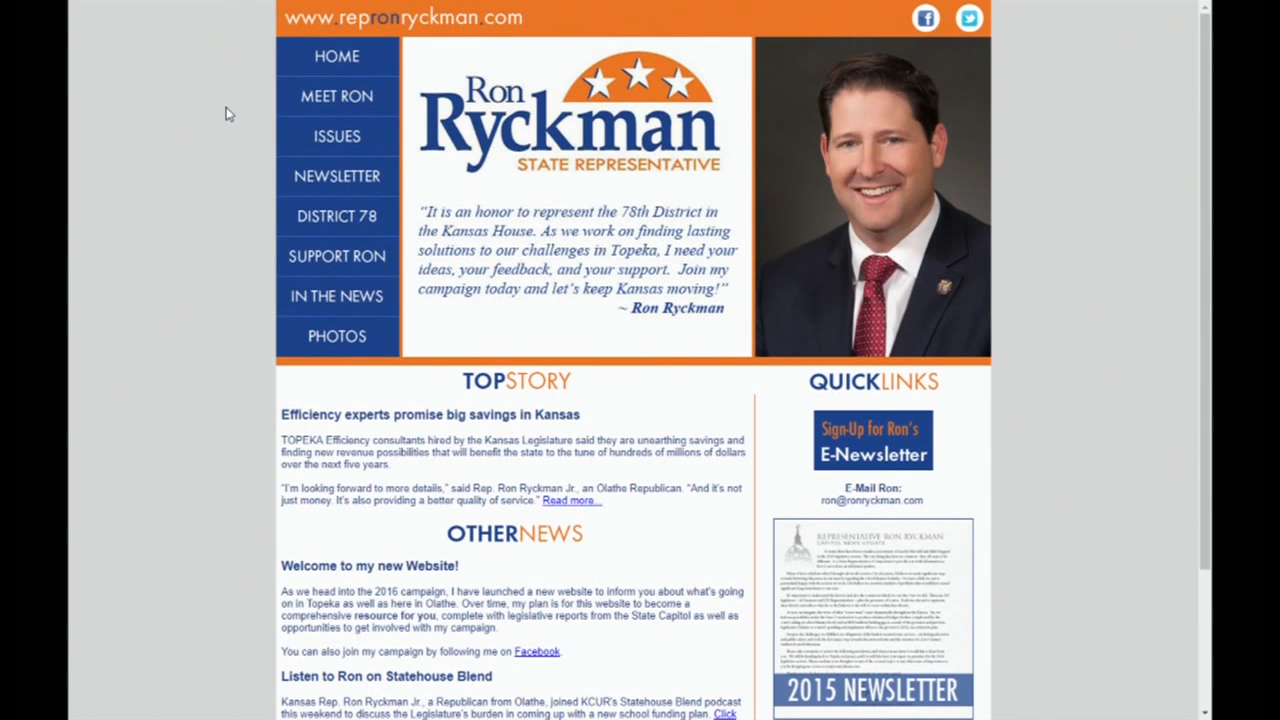 www.repronryckman.com
HOME
MEET RON
ISSUES
NEWSLETTER
DISTRICT 78
SUPPORT RON
IN THE NEWS
PHOTOS
Ron
Ryckman
STATE REPRESENTATIVE
“It is an honor to represent the 78th District in
the Kansas House. As we work on finding lasting
solutions to our challenges in Topeka, I need your
ideas, your feedback, and your support. Join my
campaign today and let’s keep Kansas moving!”
~ Ron Ryckman
TOPSTORY
Efficiency experts promise big savings in Kansas
TOPEKA Efficiency consultants hired by the Kansas Legislature said they are unearthing savings and
finding new revenue possibilities that will benefit the state to the tune of hundreds of millions of dollars
over the next five years.
“I’m looking forward to more details,” said Rep. Ron Ryckman Jr., an Olathe Republican. “And it’s not
just money. It’s also providing a better quality of service.” Read more...
OTHERNEWS
Welcome to my new Website!
As we head into the 2016 campaign, I have launched a new website to inform you about what’s going
on in Topeka as well as here in Olathe. Over time, my plan is for this website to become a
comprehensive resource for you, complete with legislative reports from the State Capitol as well as
opportunities to get involved with my campaign.
You can also join my campaign by following me on Facebook.
Listen to Ron on Statehouse Blend
Kansas Rep. Ron Ryckman Jr., a Republican from Olathe, joined KCUR’s Statehouse Blend podcast
this weekend to discuss the Legislature’s burden in coming up with a new school funding plan. Click
QUICKLINKS
Sign-Up for Ron’s
E-Newsletter
E-Mail Ron:
ron@ronryckman.com
REPRESENTATIVE RON RYCKMAN
CAPITOL NEWS UPDATE
2015 NEWSLETTER